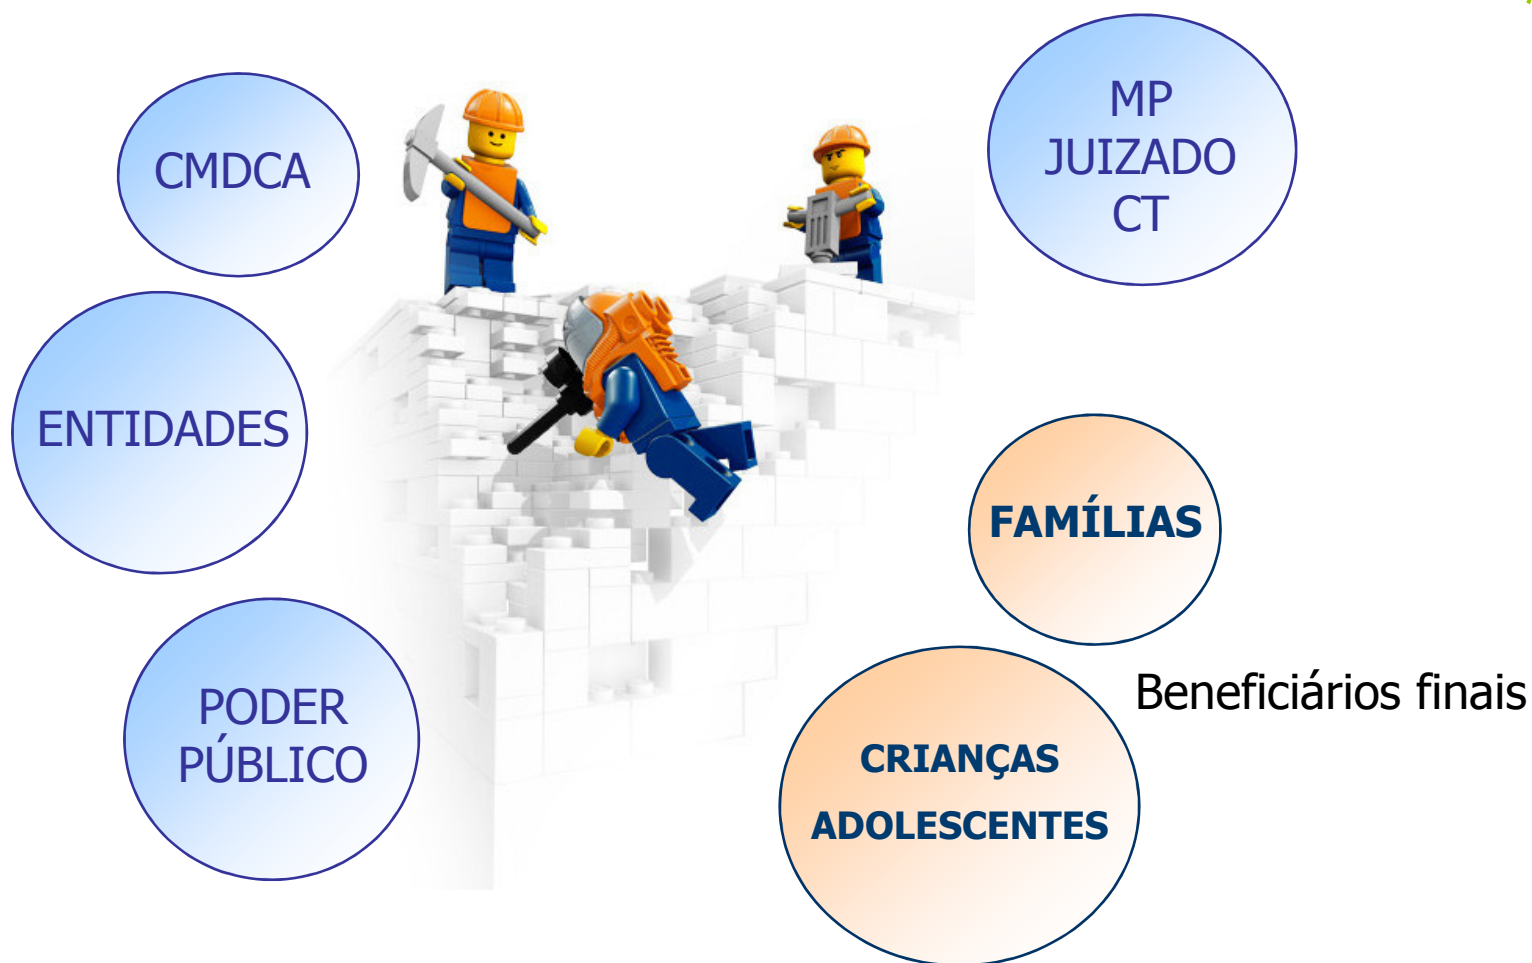 CMDCA
MP
JUIZADO
CT
ENTIDADES
FAMÍLIAS
PODER
PÚBLICO
Beneficiários finais
CRIANÇAS
ADOLESCENTES